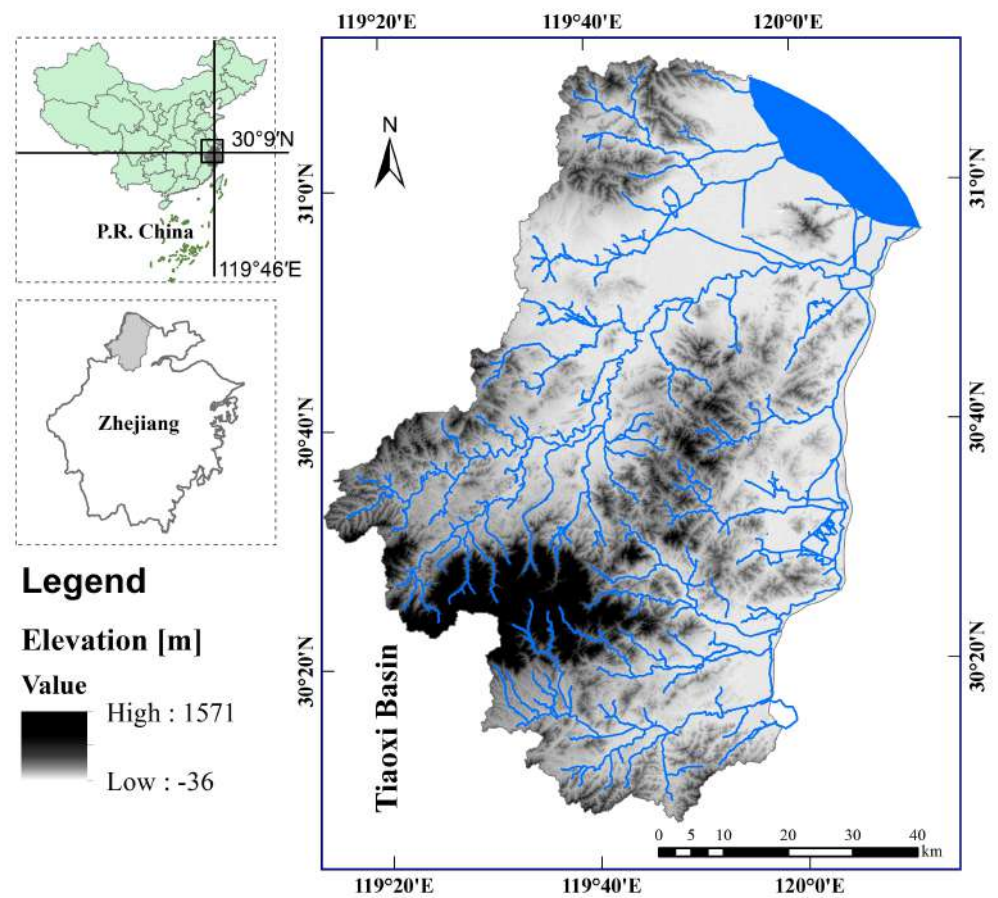 119°20'E 119°40'E 120°0'E
N
30°9'N
P.R. China
119°46'E
31°0'N
31°0'N
Zhejiang
30°40'N
30°40'N
Legend
Elevation [m]
Value
High : 1571
Low : -36
30°20'N
30°20'N
Tiaoxi Basin
0 5 10 20 30 40
km
119°20'E 119°40'E 120°0'E